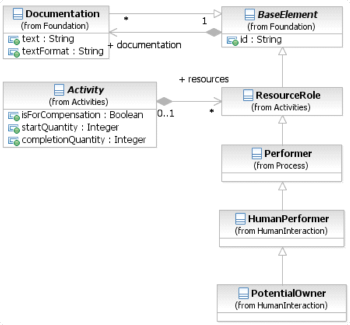 Documentation
(from Foundation)
text : String
textFormat : String
*
1
+ documentation
BaseElement
(from Foundation)
id : String
Activity
(from Activities)
isForCompensation : Boolean
startQuantity : Integer
completionQuantity : Integer
+ resources
0..1
*
ResourceRole
(from Activities)
Performer
(from Process)
HumanPerformer
(from HumanInteraction)
PotentialOwner
(from HumanInteraction)